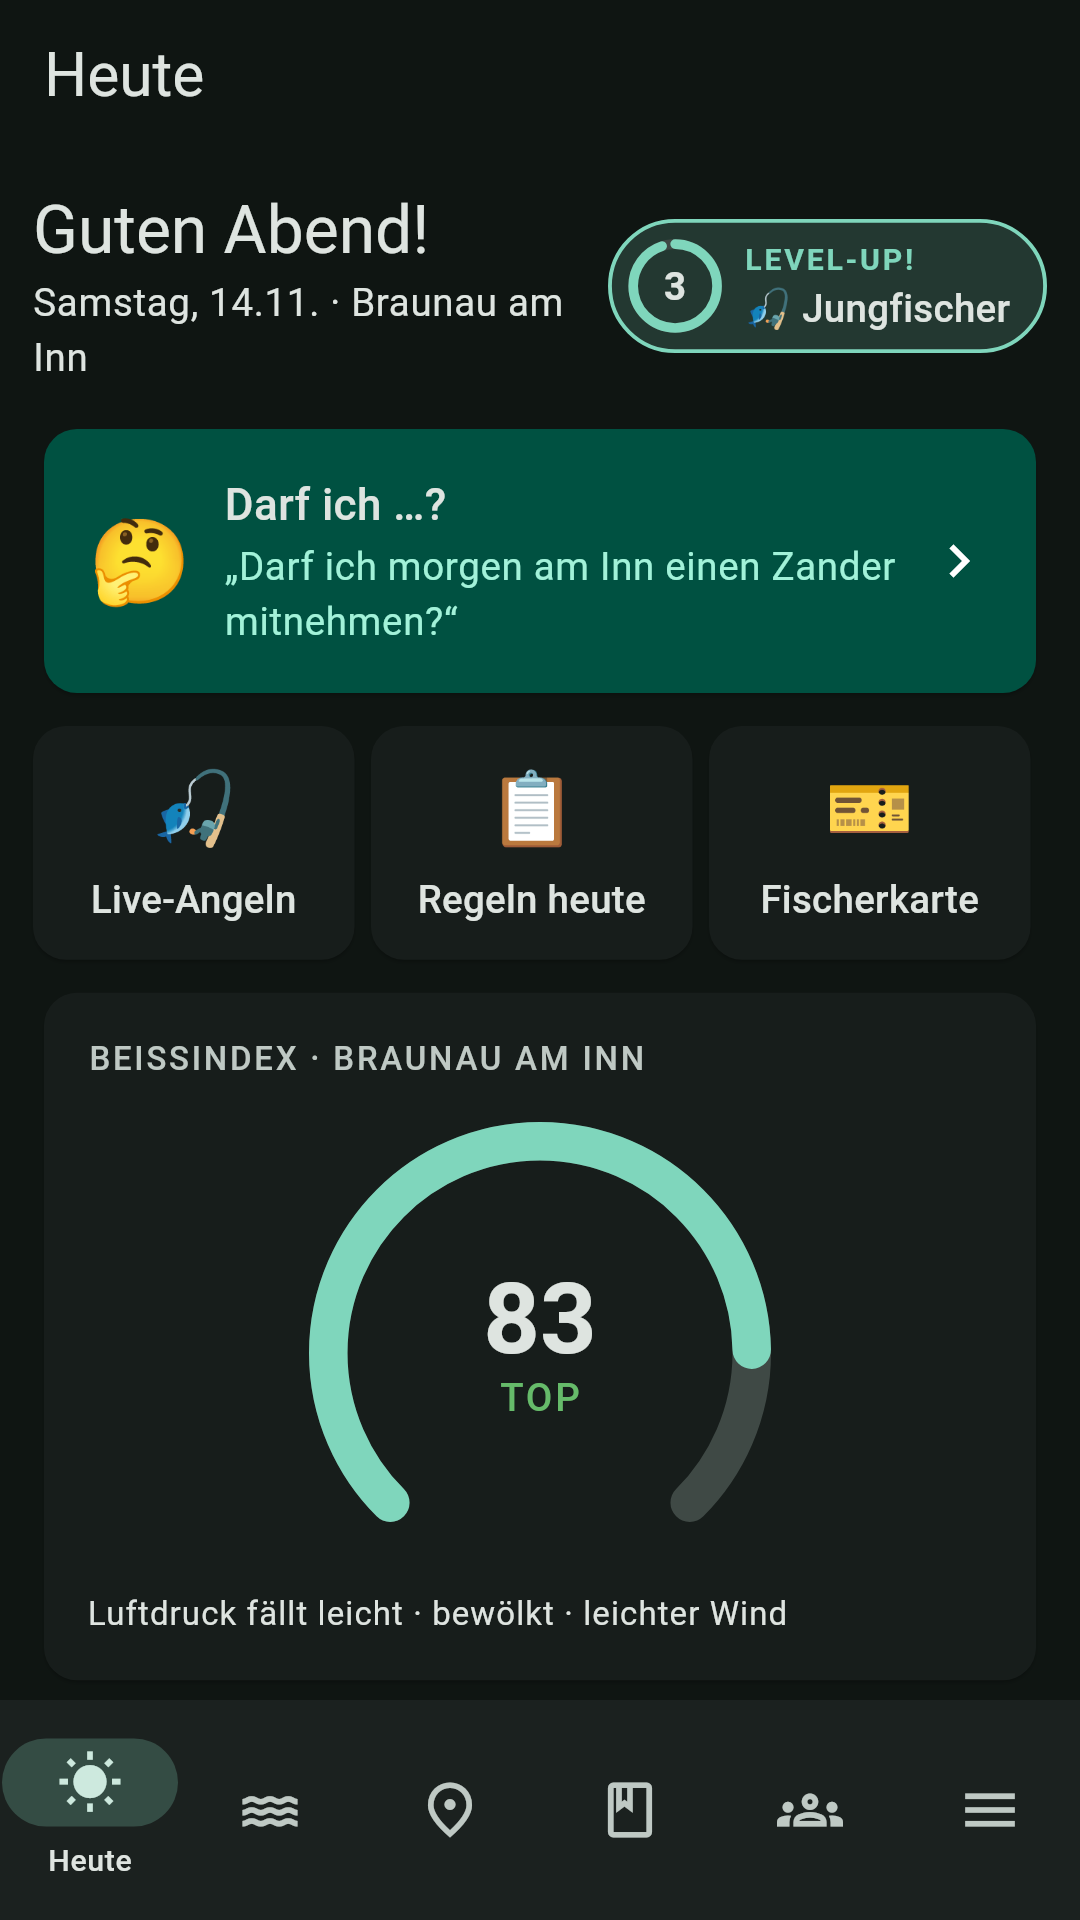 Heute
Guten Abend!
Samstag, 14.11. · Braunau am
Inn
3
LEVEL-UP!
🎣 Jungfischer
Darf ich …?
„Darf ich morgen am Inn einen Zander
mitnehmen?“
Live-Angeln
Regeln heute
Fischerkarte
BEISSINDEX · BRAUNAU AM INN
83
TOP
Luftdruck fällt leicht · bewölkt · leichter Wind
Heute